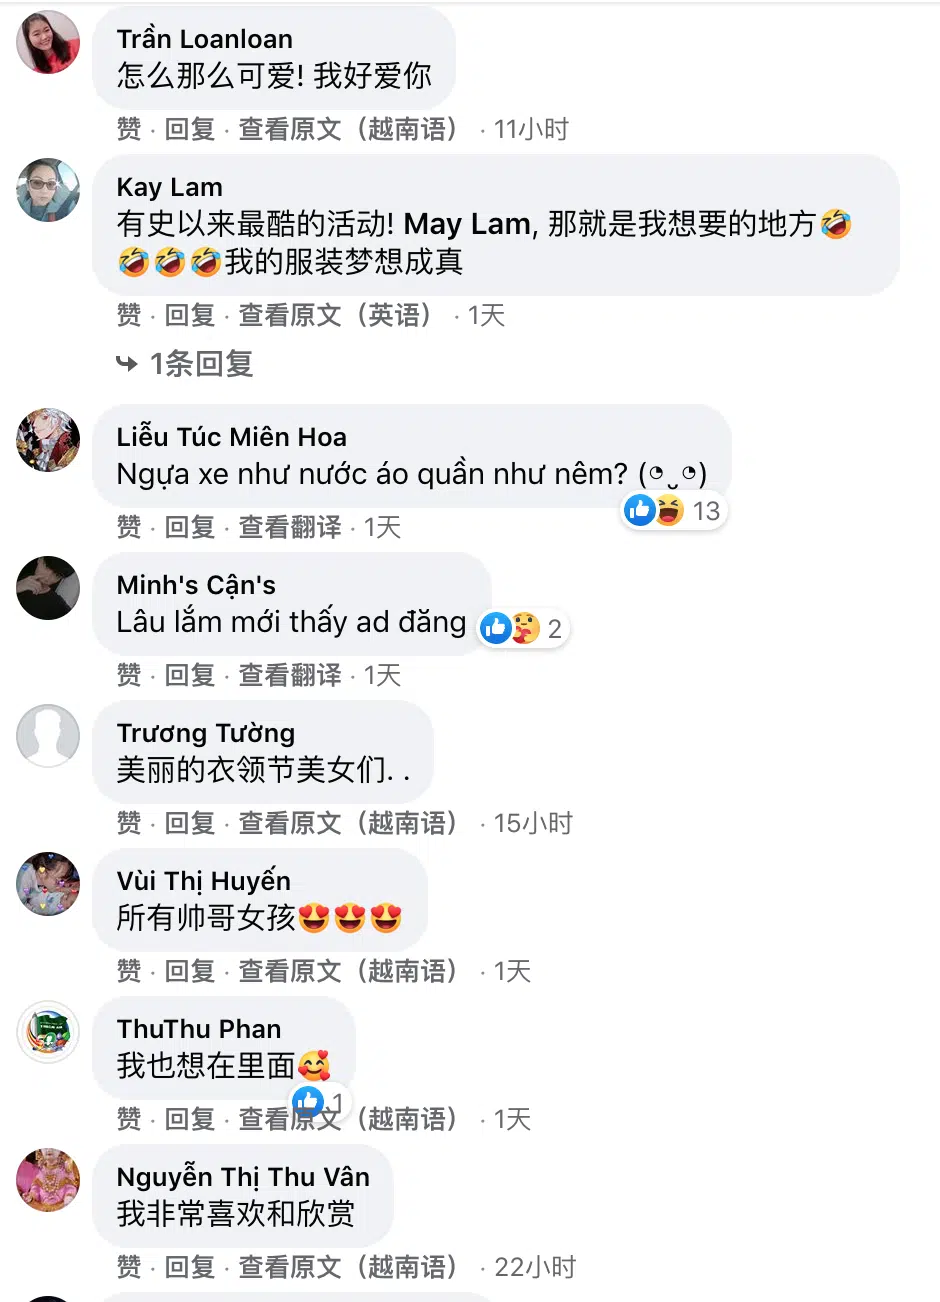 Trần Loanloan
怎么那么可爱! 我好爱你
赞 · 回复 · 查看原文（越南语） · 11小时
Kay Lam
有史以来最酷的活动! May Lam, 那就是我想要的地方🤣
🤣🤣🤣我的服装梦想成真
赞 · 回复 · 查看原文（英语） · 1天
1条回复
Liễu Túc Miên Hoa
Ngựa xe như nước áo quần như nêm? (◔‿◔)
13
赞 · 回复 · 查看翻译 · 1天
Minh's Cận's
Lâu lắm mới thấy ad đăng
2
赞 · 回复 · 查看翻译 · 1天
Trương Tường
美丽的衣领节美女们. .
赞 · 回复 · 查看原文（越南语） · 15小时
Vùi Thị Huyến
所有帅哥女孩😍😍😍
赞 · 回复 · 查看原文（越南语） · 1天
ThuThu Phan
我也想在里面🥰
1
赞 · 回复 · 查看原文（越南语） · 1天
Nguyễn Thị Thu Vân
我非常喜欢和欣赏
赞 · 回复 · 查看原文（越南语） · 22小时